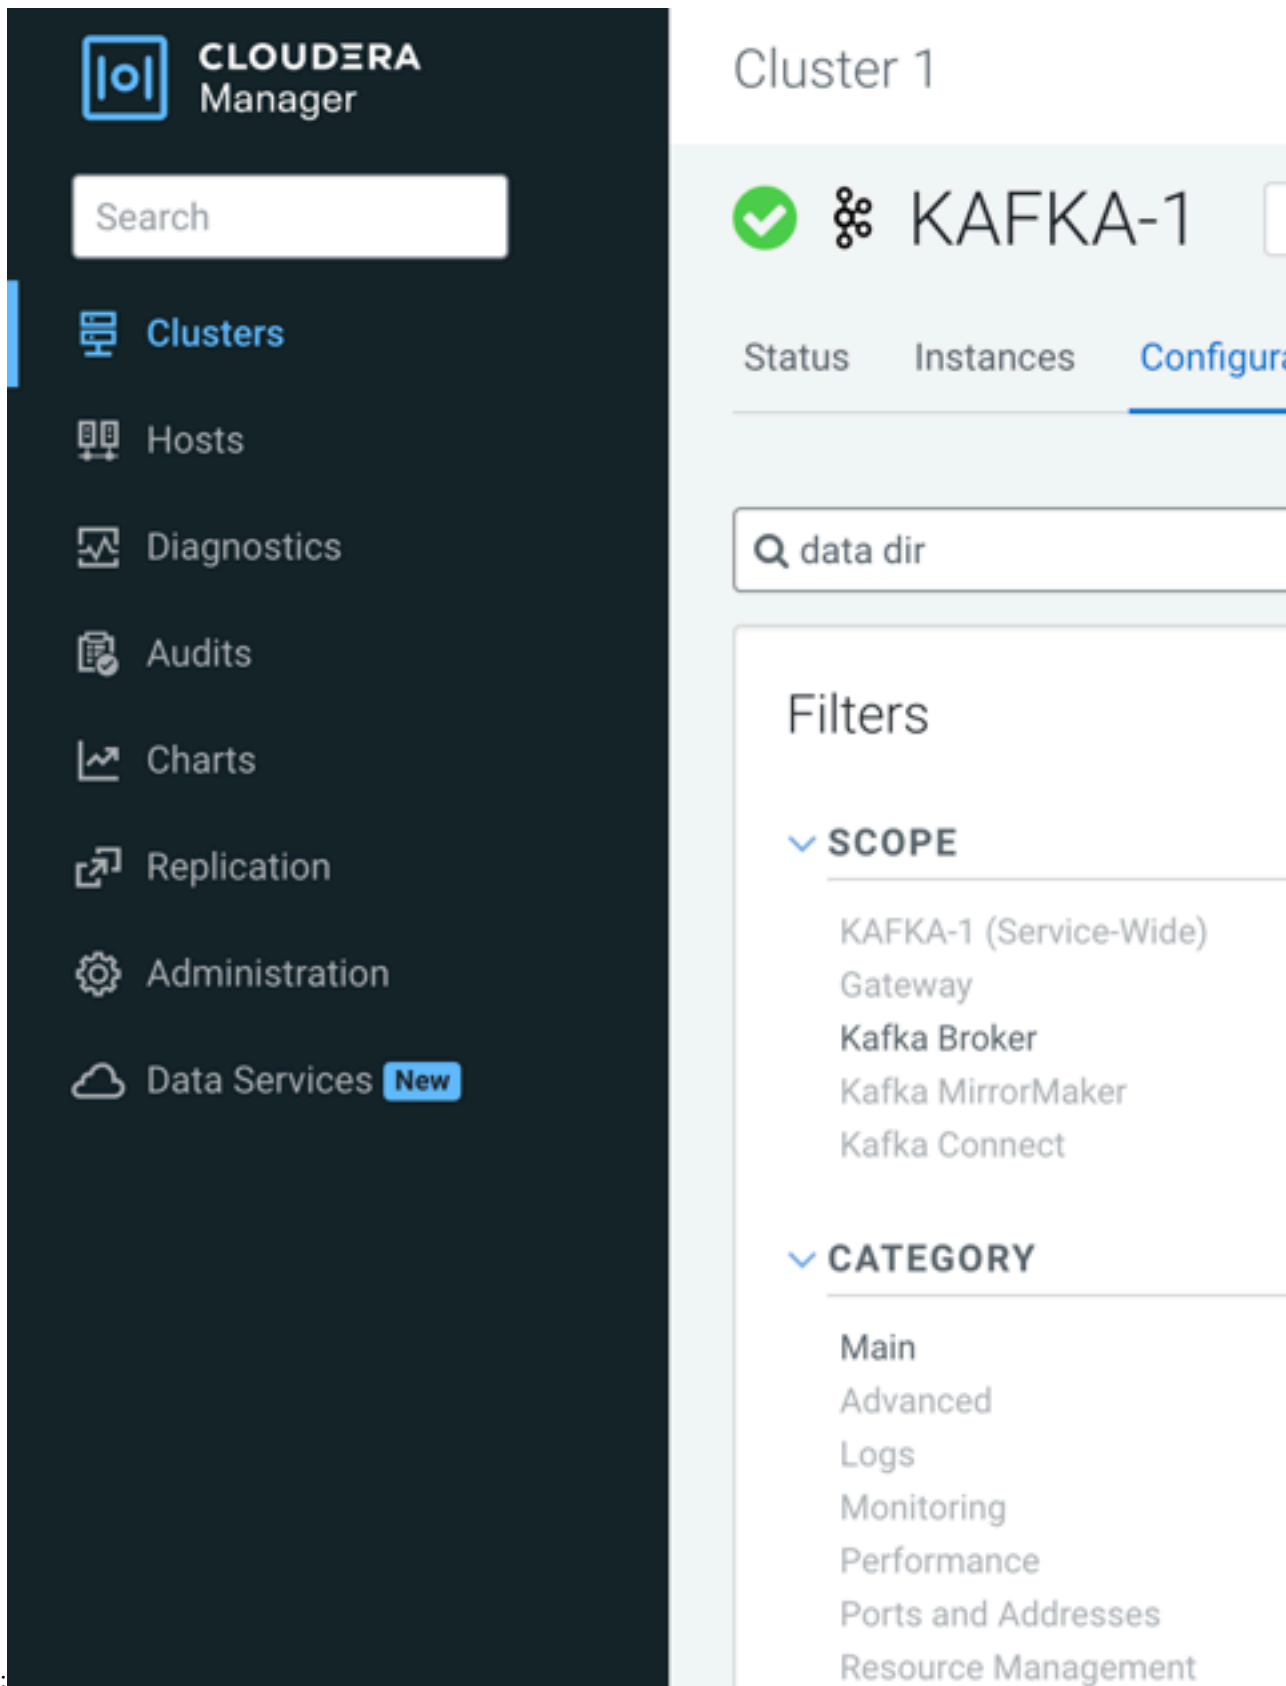 CLOUDERA
Manager
Search
Clusters
Hosts
Diagnostics
Audits
Charts
Replication
Administration
Data Services New
Cluster 1
KAFKA-1
Status Instances Configura
data dir
Filters
SCOPE
KAFKA-1 (Service-Wide)
Gateway
Kafka Broker
Kafka MirrorMaker
Kafka Connect
CATEGORY
Main
Advanced
Logs
Monitoring
Performance
Ports and Addresses
Resource Management